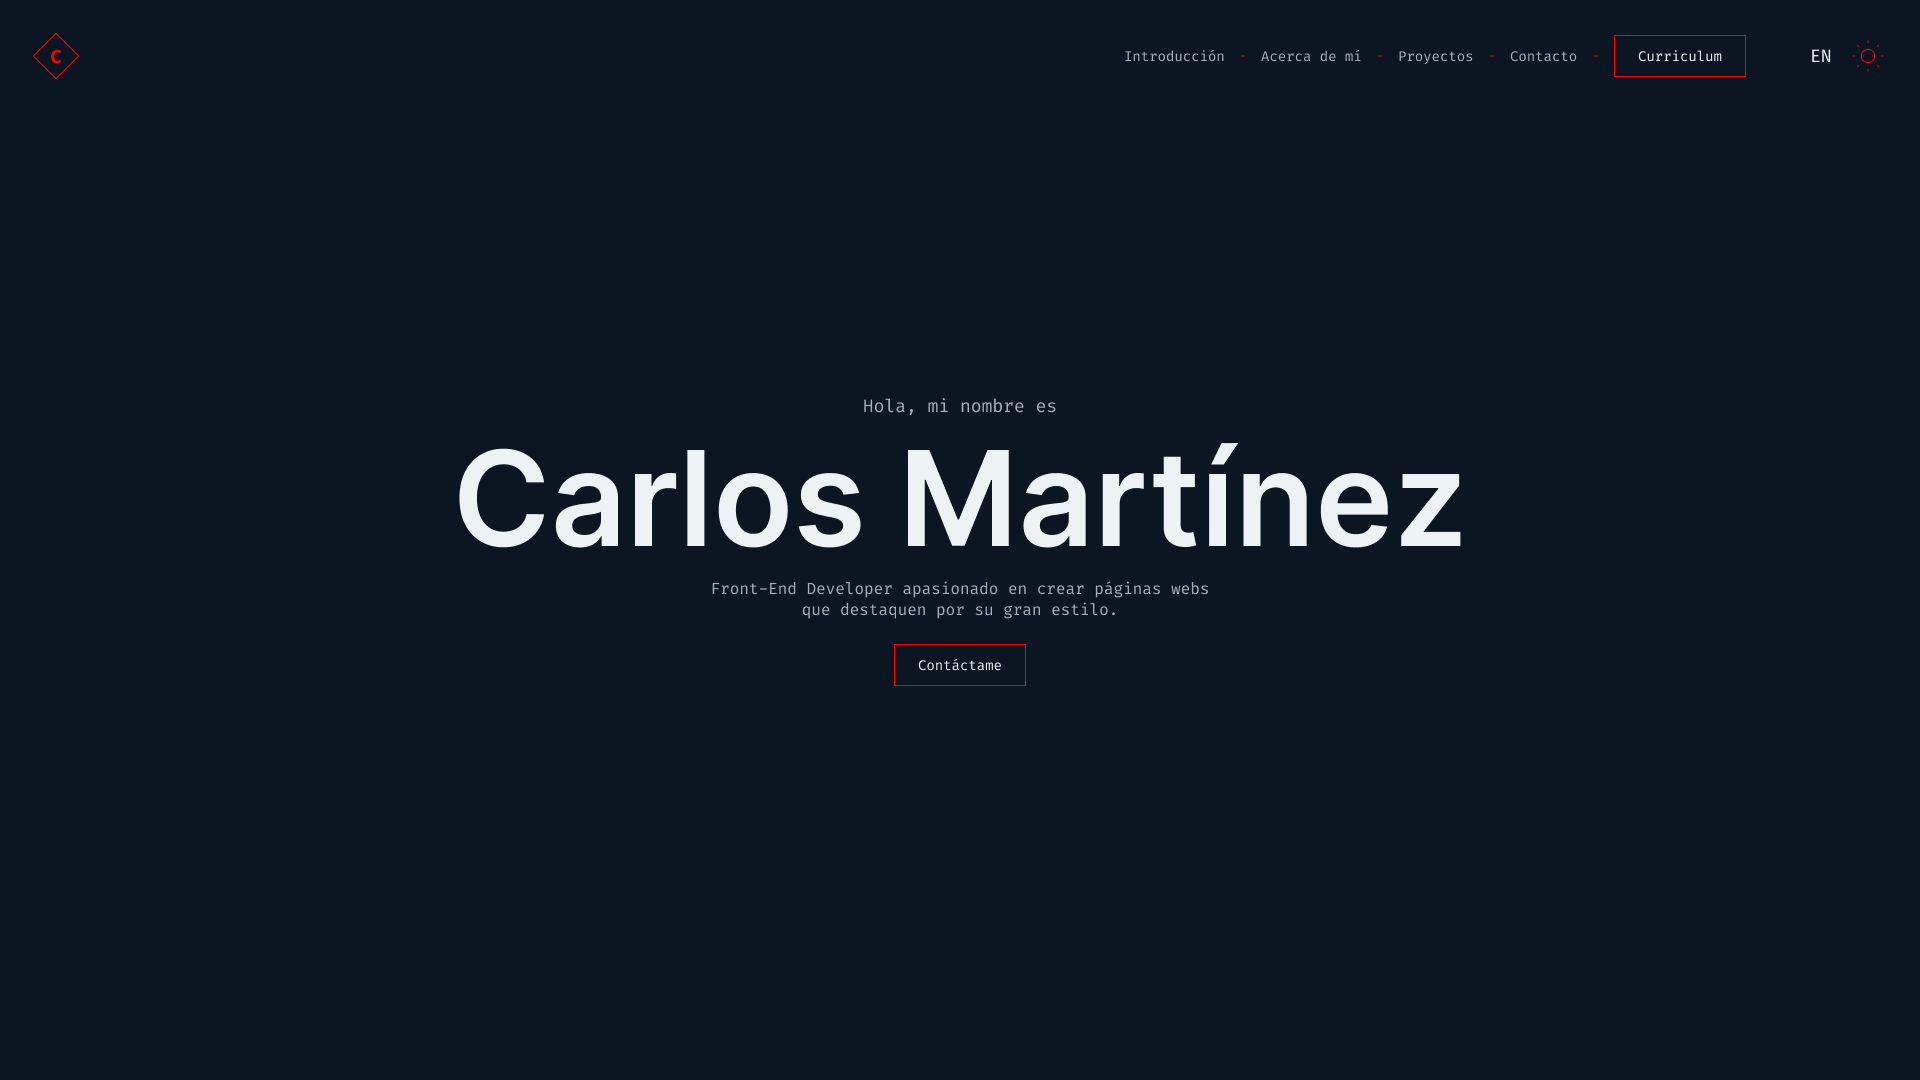 C
Introducción - Acerca de mí - Proyectos - Contacto - Curriculum EN
Hola, mi nombre es
Carlos Martínez
Front-End Developer apasionado en crear páginas webs
que destaquen por su gran estilo.
Contáctame